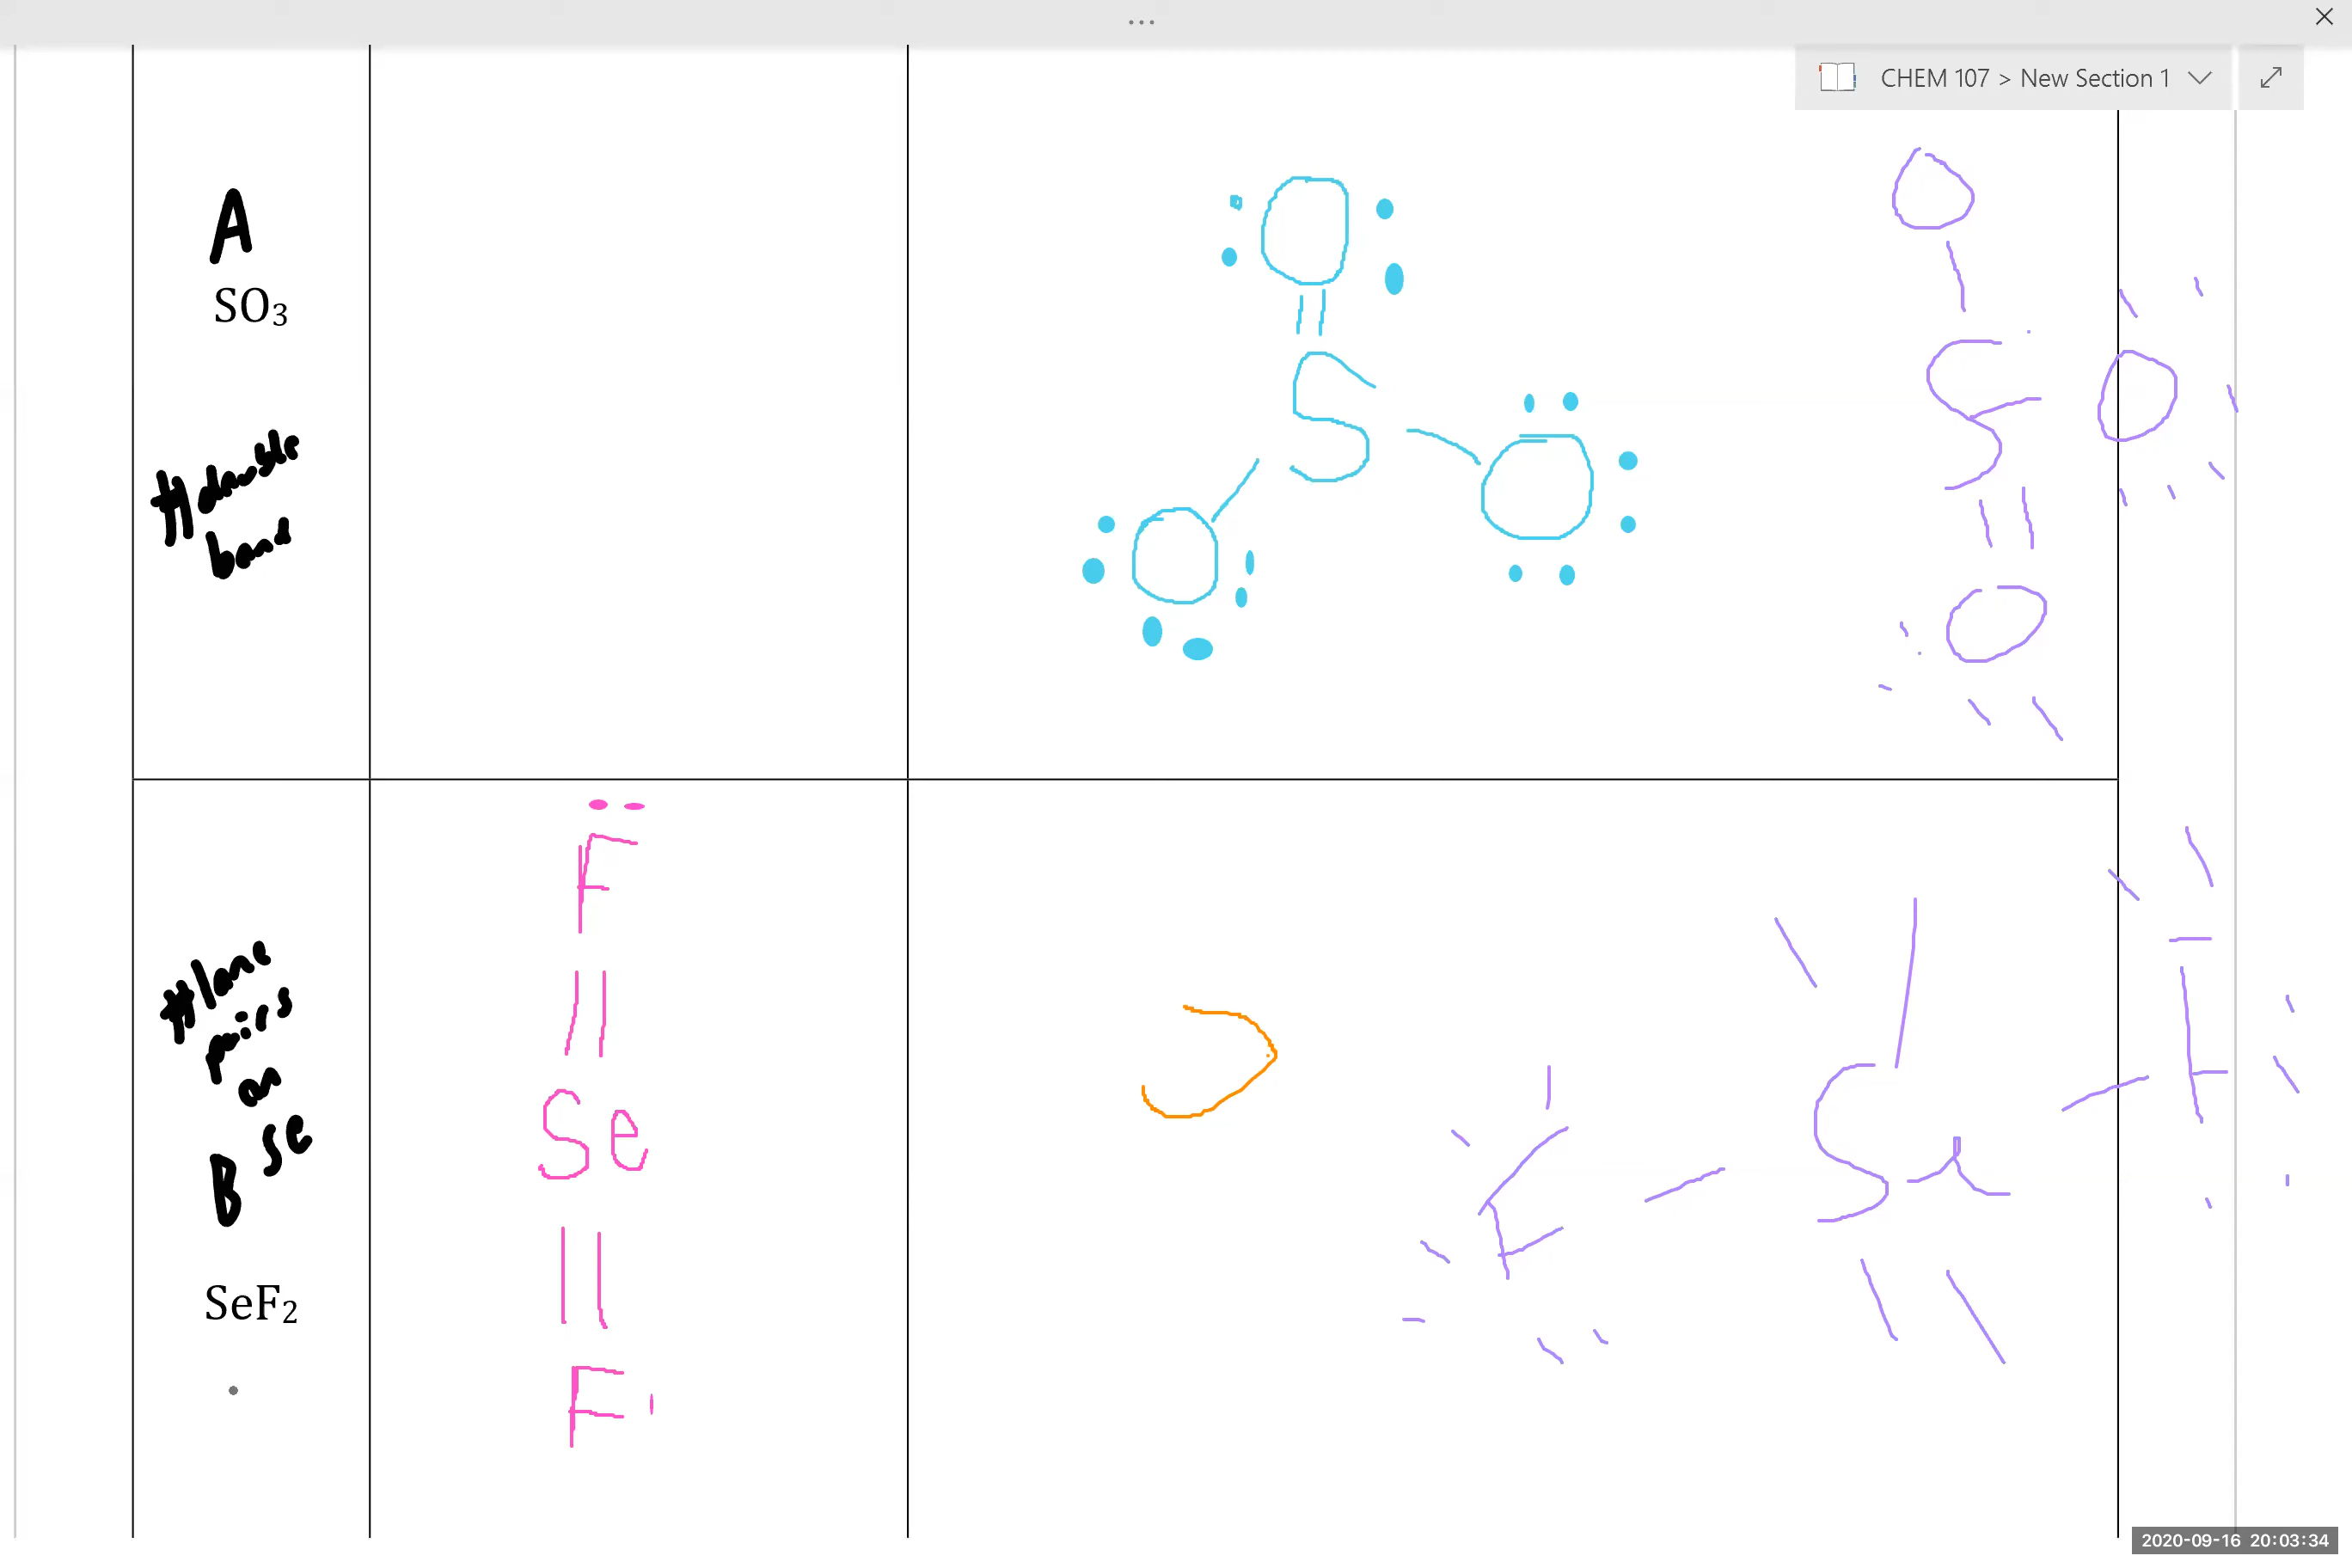 CHEM 107 > New Section 1
A
SO3
# double
bond
O
S
O
O
O
S
O
O
# lone
pairs
on
Se
B
SeF2
F
Se
F
F
Se
F
2020-09-16 20:03:34